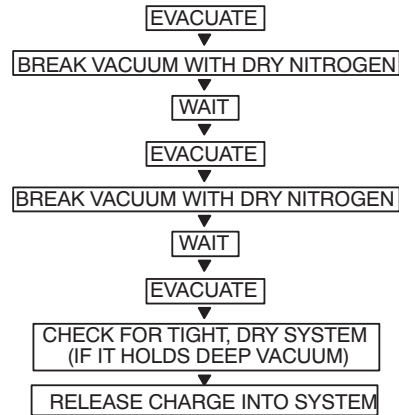 EVACUATE
BREAK VACUUM WITH DRY NITROGEN
WAIT
EVACUATE
BREAK VACUUM WITH DRY NITROGEN
WAIT
EVACUATE
CHECK FOR TIGHT, DRY SYSTEM
(IF IT HOLDS DEEP VACUUM)
RELEASE CHARGE INTO SYSTEM